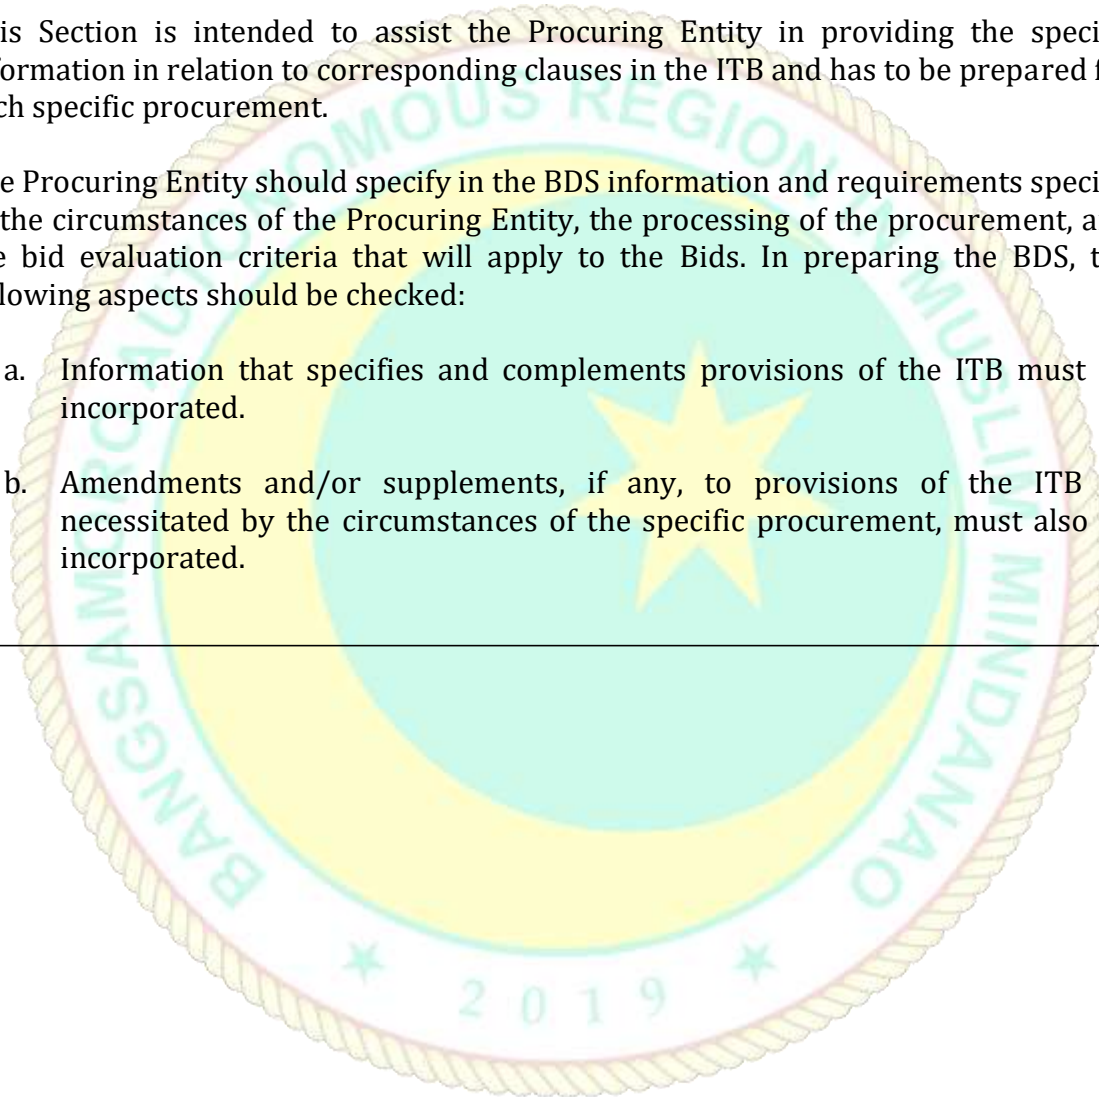 is Section is intended to assist the Procuring Entity in providing the speci
formation in relation to corresponding clauses in the ITB and has to be prepared f
ch specific procurement.
e Procuring Entity should specify in the BDS information and requirements speci
the circumstances of the Procuring Entity, the processing of the procurement, a
e bid evaluation criteria that will apply to the Bids. In preparing the BDS, t
lowing aspects should be checked:
a. Information that specifies and complements provisions of the ITB must
incorporated.
b. Amendments and/or supplements, if any, to provisions of the ITB
necessitated by the circumstances of the specific procurement, must also
incorporated.
BANGSAMORO AUTONOMOUS REGION IN MUSLIM MINDANAO
2019